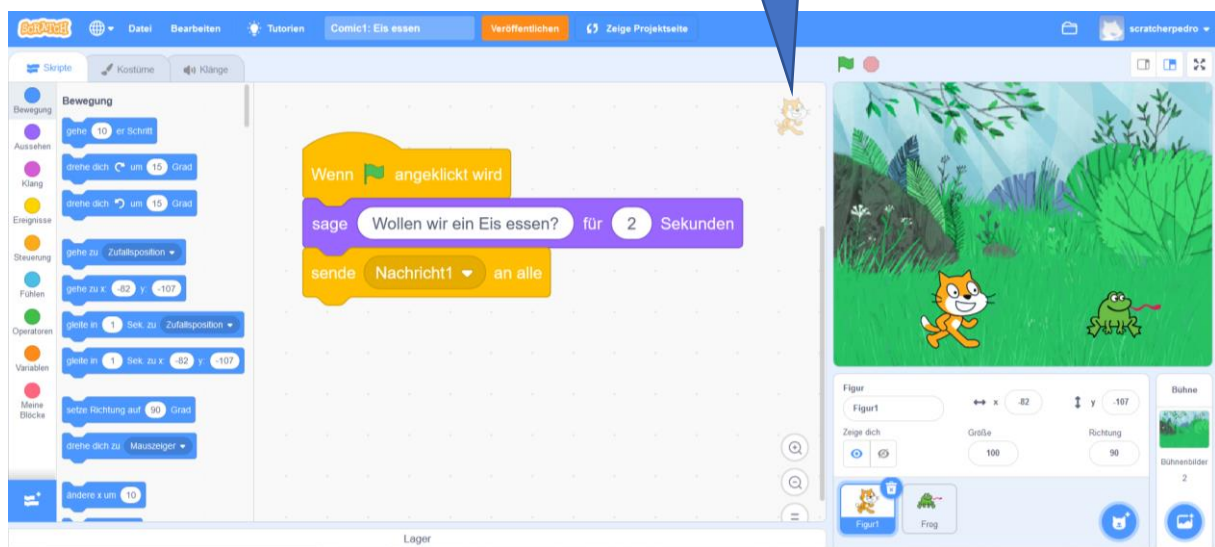 SCRATCH Datei Bearbeiten Tutorien Comic1: Eis essen Veröffentlichen Zeige Projektseite scratcherpedro
Skripte Kostüme Klänge
Bewegung
Aussehen
Klang
Ereignisse
Steuerung
Fühlen
Operatoren
Variablen
Meine
Blöcke
Bewegung
gehe 10 er Schritt
drehe dich um 15 Grad
drehe dich um 15 Grad
gehe zu Zufallsposition
gehe zu x: -82 y: -107
gleite in 1 Sek. zu Zufallsposition
gleite in 1 Sek. zu x: -82 y: -107
setze Richtung auf 90 Grad
drehe dich zu Mauszeiger
ändere x um 10
Wenn angeklickt wird
sage Wollen wir ein Eis essen? für 2 Sekunden
sende Nachricht1 an alle
Lager
Figur
Figur1 x -82 y -107
Zeige dich Größe Richtung
100 90
Figur1 Frog
Bühne
Bühnenbilder
2